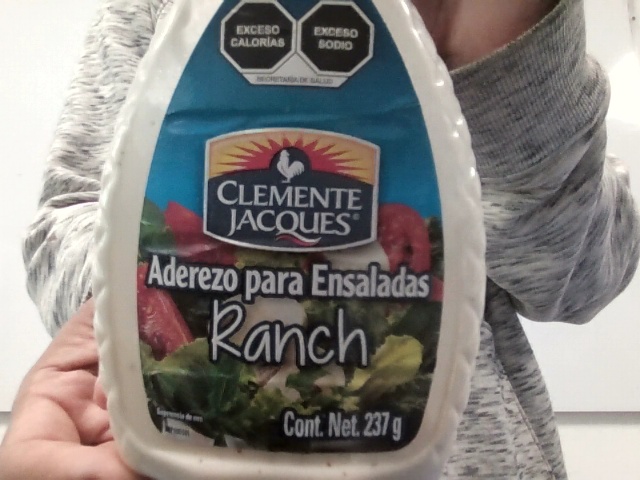 EXCESO CALORÍAS
EXCESO SODIO
SECRETARÍA DE SALUD
CLEMENTE
JACQUES®
Aderezo para Ensaladas
Ranch
Cont. Net. 237 g